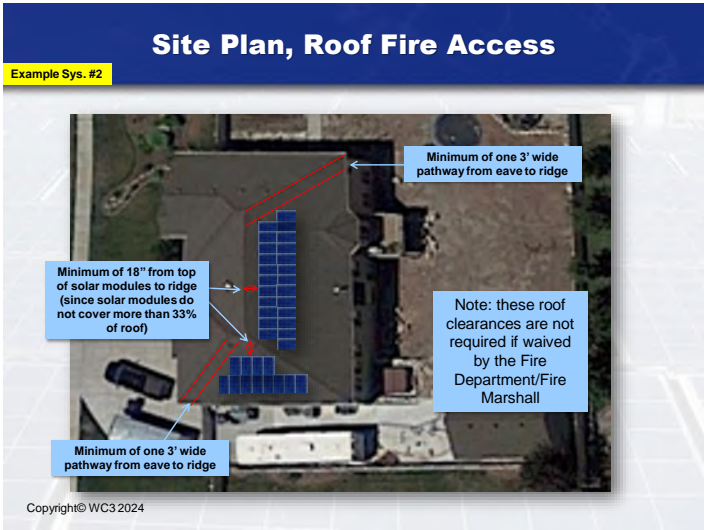 Site Plan, Roof Fire Access
Example Sys. #2
Minimum of one 3' wide
pathway from eave to ridge
Minimum of 18” from top
of solar modules to ridge
(since solar modules do
not cover more than 33%
of roof)
Note: these roof
clearances are not
required if waived
by the Fire
Department/Fire
Marshall
Minimum of one 3' wide
pathway from eave to ridge
Copyright© WC3 2024